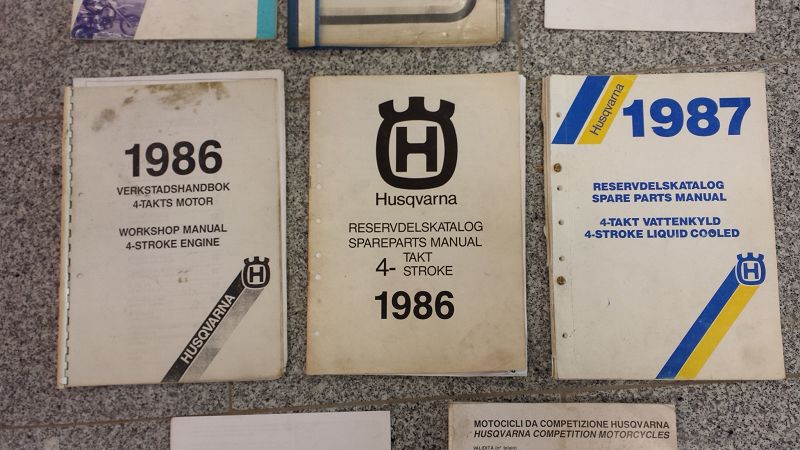 1986
VERKSTADSHANDBOK
4-TAKTS MOTOR
WORKSHOP MANUAL
4-STROKE ENGINE
H
HUSQVARNA
H
Husqvarna
RESERVDELSKATALOG
SPAREPARTS MANUAL
4- TAKT
STROKE
1986
Husqvarna
1987
RESERVDELSKATALOG
SPARE PARTS MANUAL
4-TAKT VATTENKYLD
4-STROKE LIQUID COOLED
H
MOTOCICLI DA COMPETIZIONE HUSQVARNA
HUSQVARNA COMPETITION MOTORCYCLES